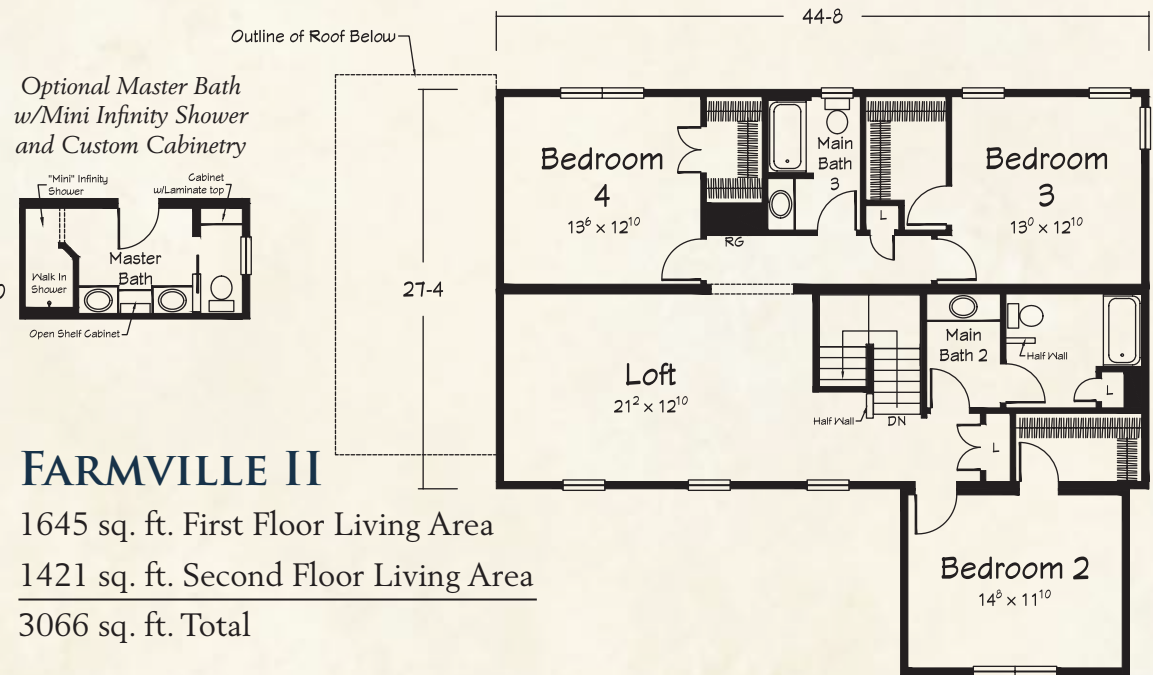 44-8
Outline of Roof Below
Optional Master Bath
w/Mini Infinity Shower
and Custom Cabinetry
"Mini" Infinity
Shower
Cabinet
w/Laminate top
Master
Bath
Walk In
Shower
Open Shelf Cabinet
27-4
Bedroom
4
13⁶ x 12¹⁰
RG
Main
Bath
3
L
Bedroom
3
13⁰ x 12¹⁰
Loft
21² x 12¹⁰
Half Wall
DN
Main
Bath 2
Half Wall
L
L
Bedroom 2
14⁸ x 11¹⁰
FARMVILLE II
1645 sq. ft. First Floor Living Area
1421 sq. ft. Second Floor Living Area
3066 sq. ft. Total